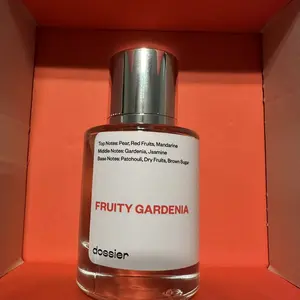 Top Notes: Pear, Red Fruits, Mandarine
Middle Notes: Gardenia, Jsamine
Base Notes: Patchouli, Dry Fruits, Brown Sugar
FRUITY GARDENIA
dossier